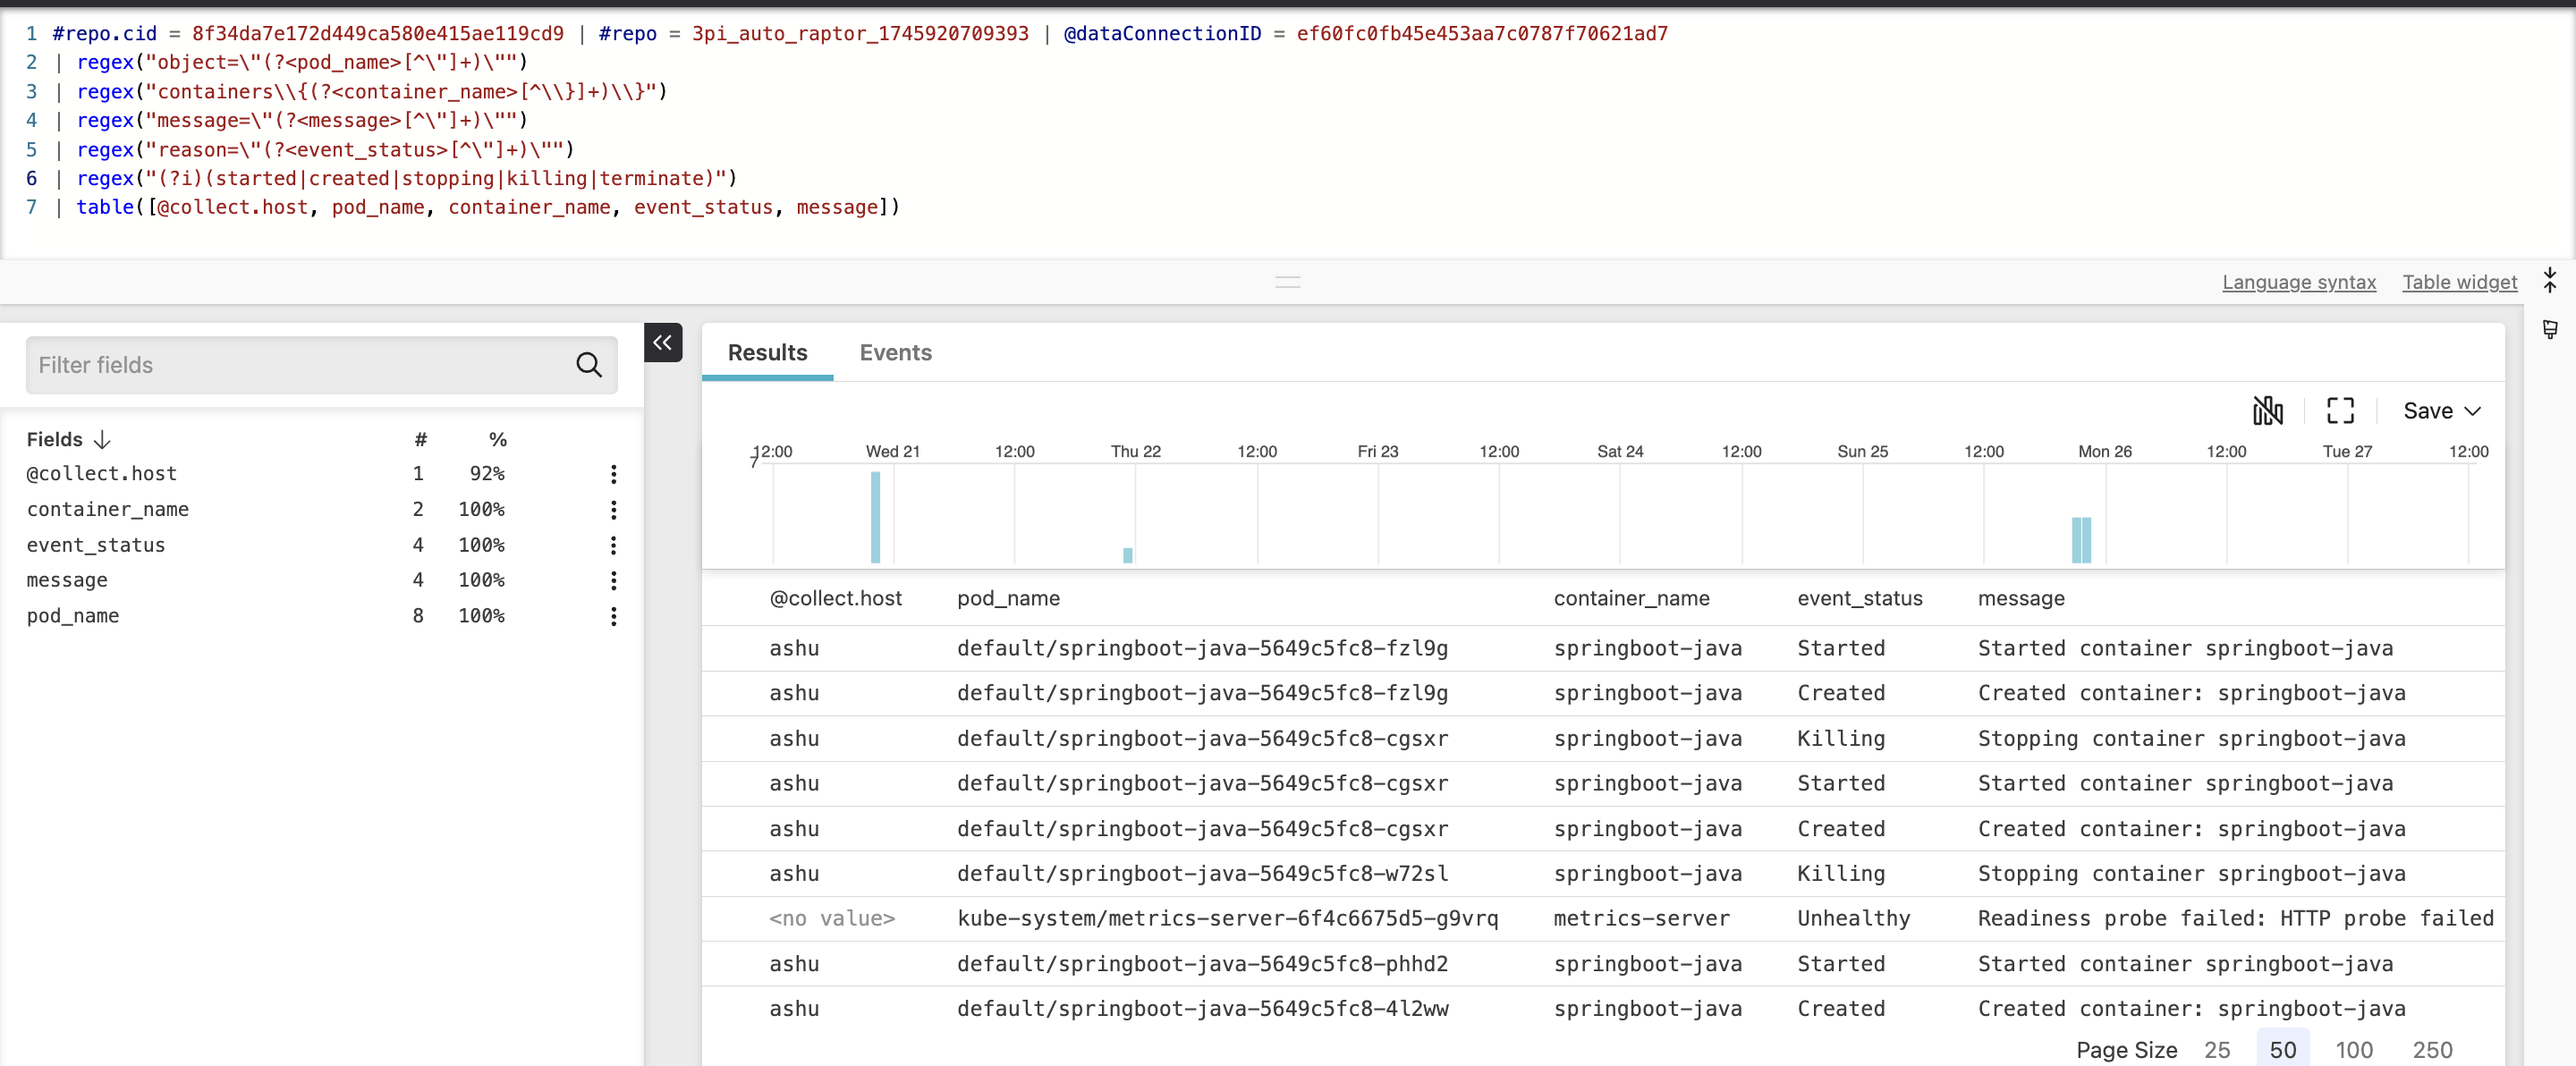 1 #repo.cid = 8f34da7e172d449ca580e415ae119cd9 | #repo = 3pi_auto_raptor_1745920709393 | @dataConnectionID = ef60fc0fb45e453aa7c0787f70621ad7
2 | regex("object=\"(?<pod_name>[^\"]+)\"")
3 | regex("containers\\{(?<container_name>[^\\}]+)\\}")
4 | regex("message=\"(?<message>[^\"]+)\"")
5 | regex("reason=\"(?<event_status>[^\"]+)\"")
6 | regex("(?i)(started|created|stopping|killing|terminate)")
7 | table([@collect.host, pod_name, container_name, event_status, message])
Language syntax Table widget
Filter fields
Fields # %
@collect.host 1 92%
container_name 2 100%
event_status 4 100%
message 4 100%
pod_name 8 100%
Results Events
Save
12:00 Wed 21 12:00 Thu 22 12:00 Fri 23 12:00 Sat 24 12:00 Sun 25 12:00 Mon 26 12:00 Tue 27 12:00
7
@collect.host pod_name container_name event_status message
ashu default/springboot-java-5649c5fc8-fzl9g springboot-java Started Started container springboot-java
ashu default/springboot-java-5649c5fc8-fzl9g springboot-java Created Created container: springboot-java
ashu default/springboot-java-5649c5fc8-cgsxr springboot-java Killing Stopping container springboot-java
ashu default/springboot-java-5649c5fc8-cgsxr springboot-java Started Started container springboot-java
ashu default/springboot-java-5649c5fc8-cgsxr springboot-java Created Created container: springboot-java
ashu default/springboot-java-5649c5fc8-w72sl springboot-java Killing Stopping container springboot-java
<no value> kube-system/metrics-server-6f4c6675d5-g9vrq metrics-server Unhealthy Readiness probe failed: HTTP probe failed
ashu default/springboot-java-5649c5fc8-phhd2 springboot-java Started Started container springboot-java
ashu default/springboot-java-5649c5fc8-4l2ww springboot-java Created Created container: springboot-java
Page Size 25 50 100 250